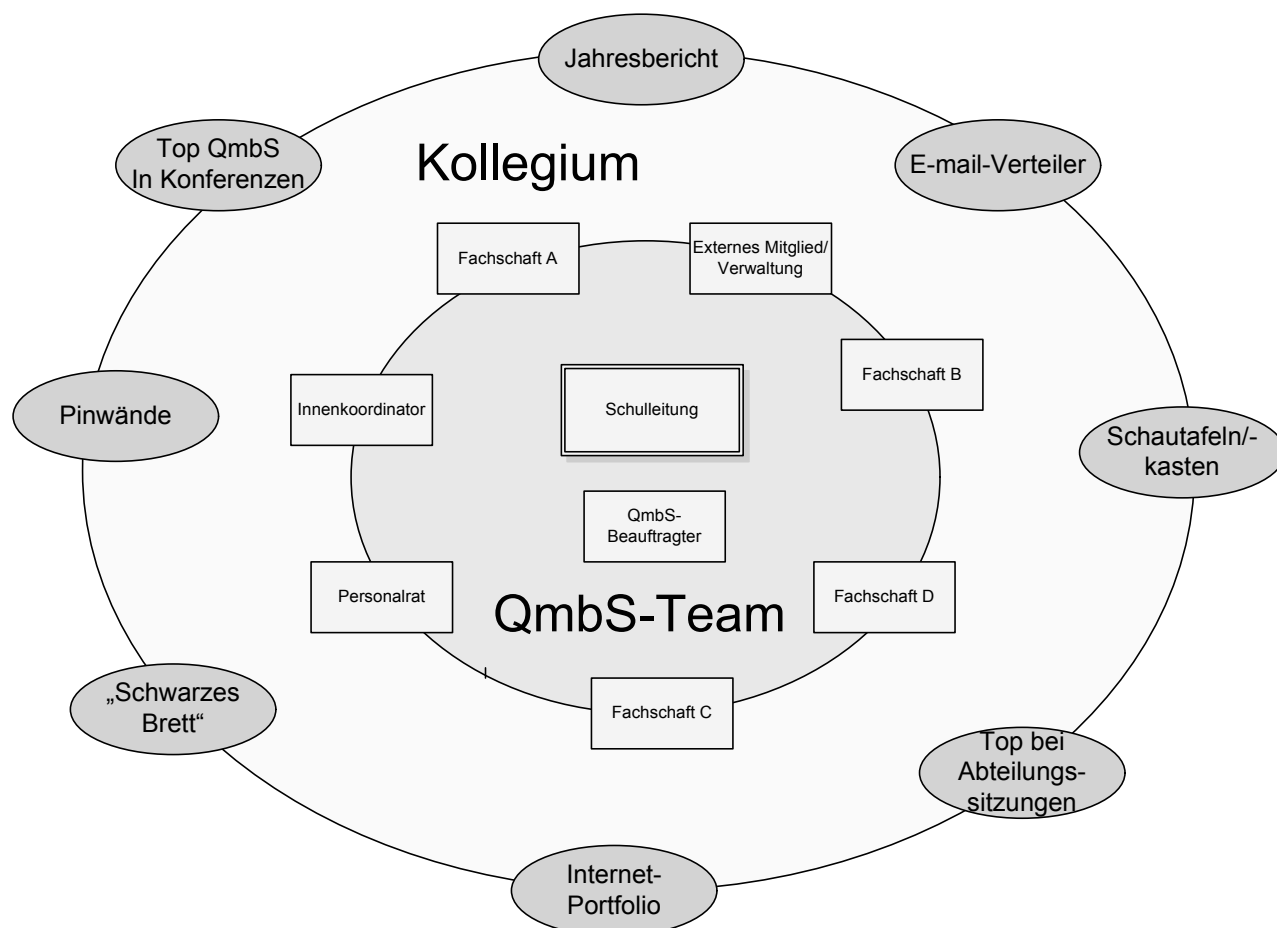 Jahresbericht
Top QmbS
In Konferenzen
E-mail-Verteiler
Kollegium
Fachschaft A
Externes Mitglied/
Verwaltung
Fachschaft B
Innenkoordinator
Schulleitung
Pinwände
Schautafeln/-
kasten
QmbS-
Beauftragter
Personalrat
QmbS-Team
Fachschaft D
„Schwarzes
Brett“
Fachschaft C
Top bei
Abteilungs-
sitzungen
Internet-
Portfolio